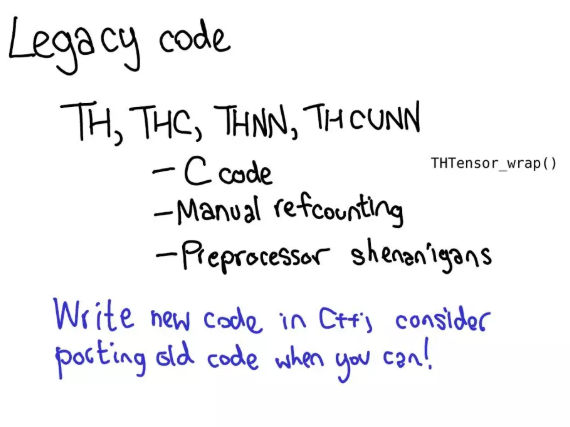 Legacy code
TH, THC, THNN, THCUNN
- C code
THTensor_wrap()
- Manual refcounting
- Preprocessor shenanigans
Write new code in C++; consider
porting old code when you can!